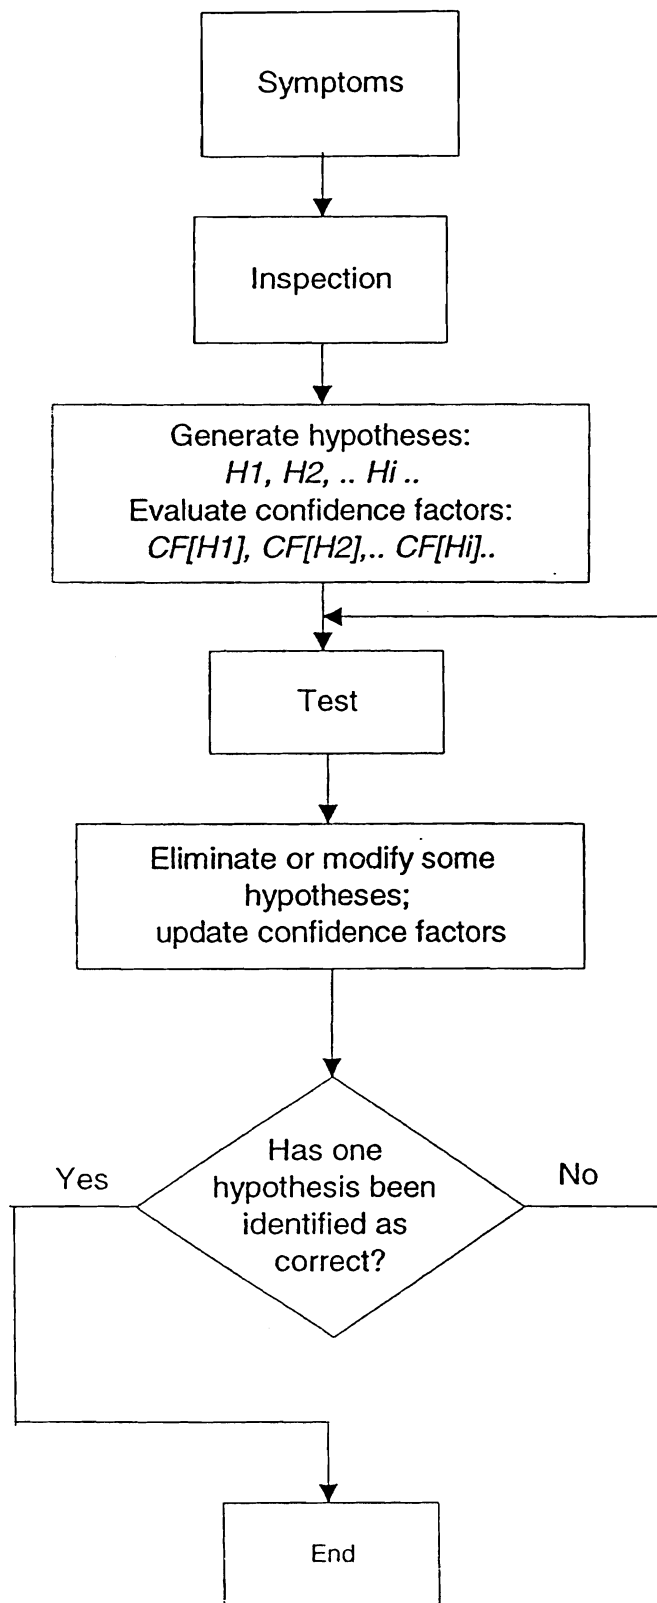 Symptoms
Inspection
Generate hypotheses:
H1, H2, .. Hi ..
Evaluate confidence factors:
CF[H1], CF[H2],.. CF[Hi]..
Test
Eliminate or modify some
hypotheses;
update confidence factors
Has one
hypothesis been
identified as
correct?
Yes
No
End